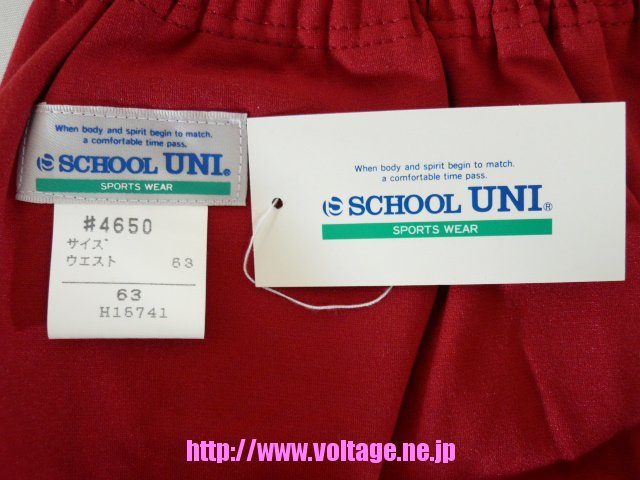 When body and spirit begin to match,
a comfortable time pass.
S SCHOOL UNI®
SPORTS WEAR
#4650
サイズ
ウエスト 63
63
H15741
When body and spirit begin to match,
a comfortable time pass.
S SCHOOL UNI®
SPORTS WEAR
http://www.voltage.ne.jp